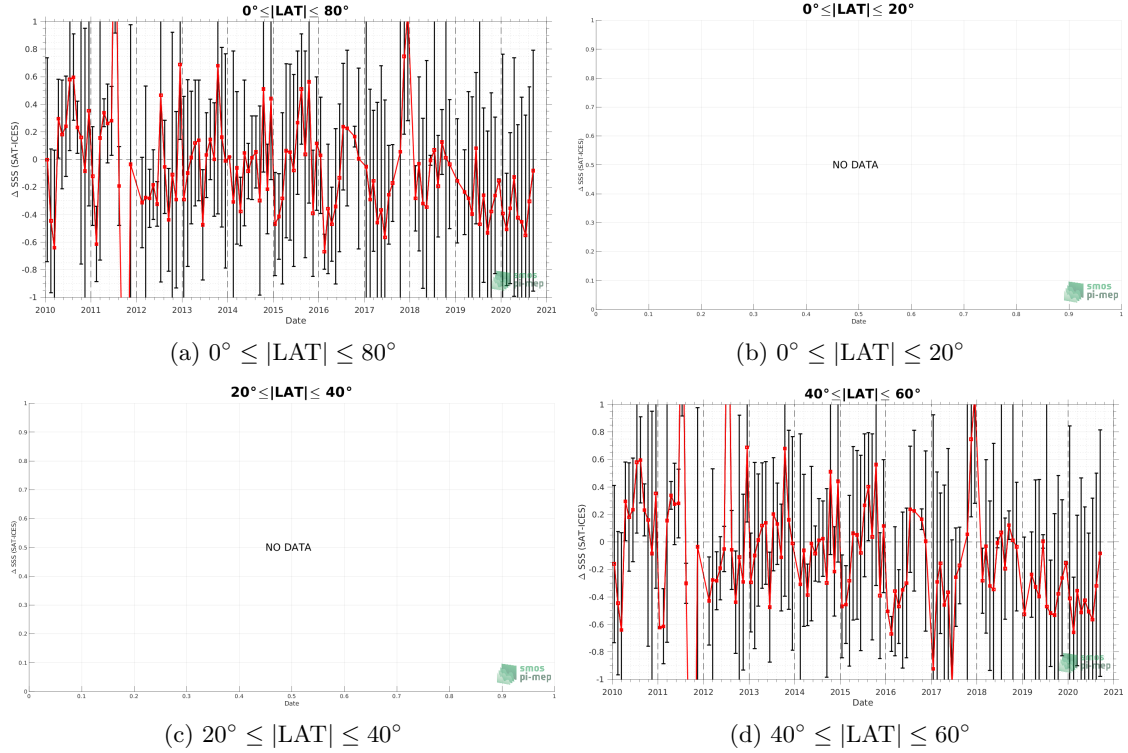 0°≤|LAT|≤ 80°
Δ SSS (SAT-ICES)
1
0.8
0.6
0.4
0.2
0
-0.2
-0.4
-0.6
-0.8
-1
2010 2011 2012 2013 2014 2015 2016 2017 2018 2019 2020 2021
Date
smos
pi-mep
(a) 0° ≤ |LAT| ≤ 80°
0°≤|LAT|≤ 20°
Δ SSS (SAT-ICES)
1
0.9
0.8
0.7
0.6
0.5
0.4
0.3
0.2
0.1
0
NO DATA
0 0.1 0.2 0.3 0.4 0.5 0.6 0.7 0.8 0.9 1
Date
smos
pi-mep
(b) 0° ≤ |LAT| ≤ 20°
20°≤|LAT|≤ 40°
Δ SSS (SAT-ICES)
1
0.9
0.8
0.7
0.6
0.5
0.4
0.3
0.2
0.1
0
NO DATA
0 0.1 0.2 0.3 0.4 0.5 0.6 0.7 0.8 0.9 1
Date
smos
pi-mep
(c) 20° ≤ |LAT| ≤ 40°
40°≤|LAT|≤ 60°
Δ SSS (SAT-ICES)
1
0.8
0.6
0.4
0.2
0
-0.2
-0.4
-0.6
-0.8
-1
2010 2011 2012 2013 2014 2015 2016 2017 2018 2019 2020 2021
Date
smos
pi-mep
(d) 40° ≤ |LAT| ≤ 60°